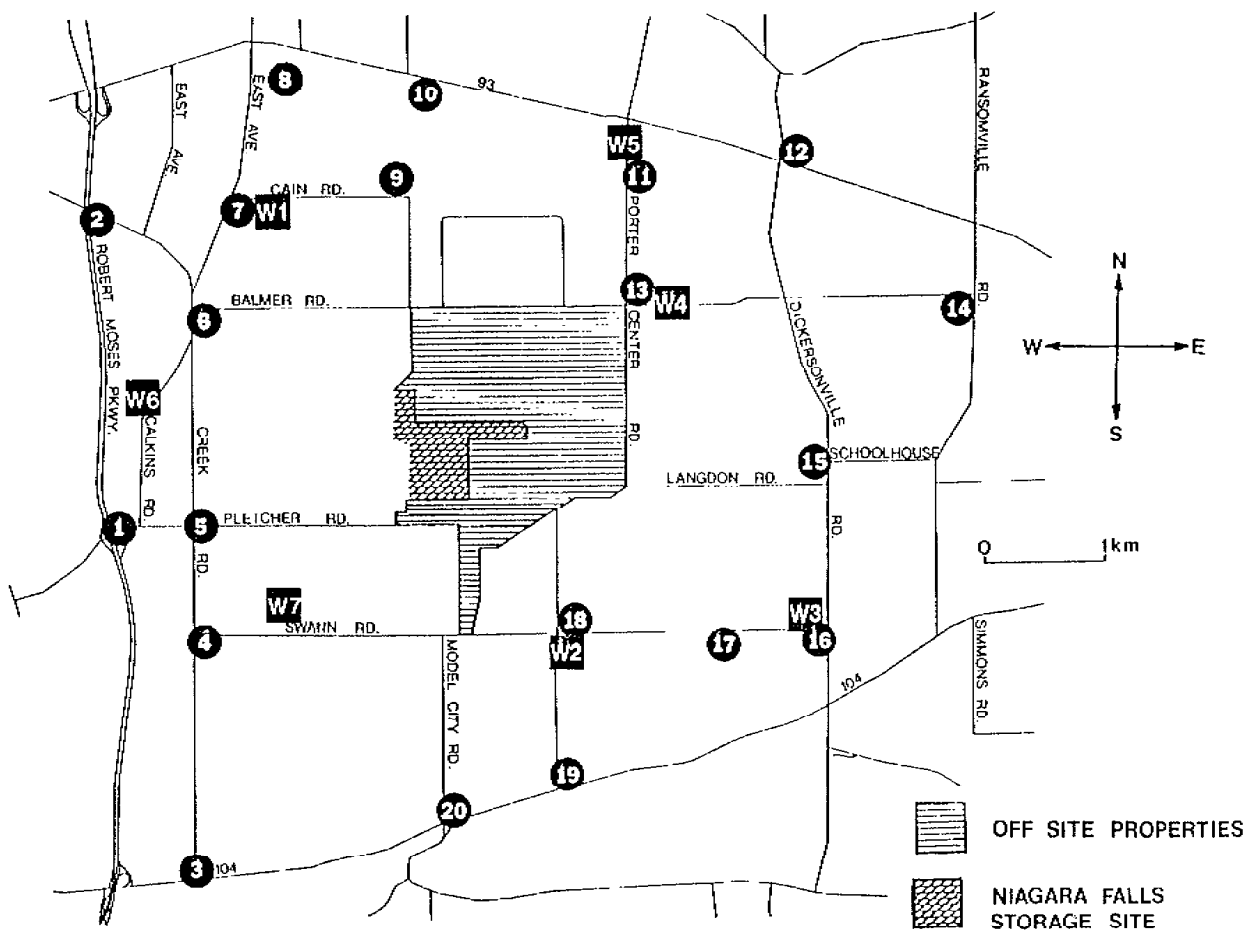 8
93
10
EAST AVE.
EAST AVE.
RANSOMVILLE RD.
W5
12
9
11
CAIN RD.
2
7
W1
PORTER CENTER RD.
ROBERT MOSES PKWY.
N
W E
S
13
W4
BALMER RD.
6
14
DICKERSONVILLE RD.
W6
CALKINS RD.
CREEK RD.
15
SCHOOLHOUSE
LANGDON RD.
1
5
PLETCHER RD.
0 1km
W7
SWANN RD.
4
18
W2
W3
17
16
MODEL CITY RD.
104
SIMMONS RD.
19
20
3
104
OFF SITE PROPERTIES
NIAGARA FALLS
STORAGE SITE